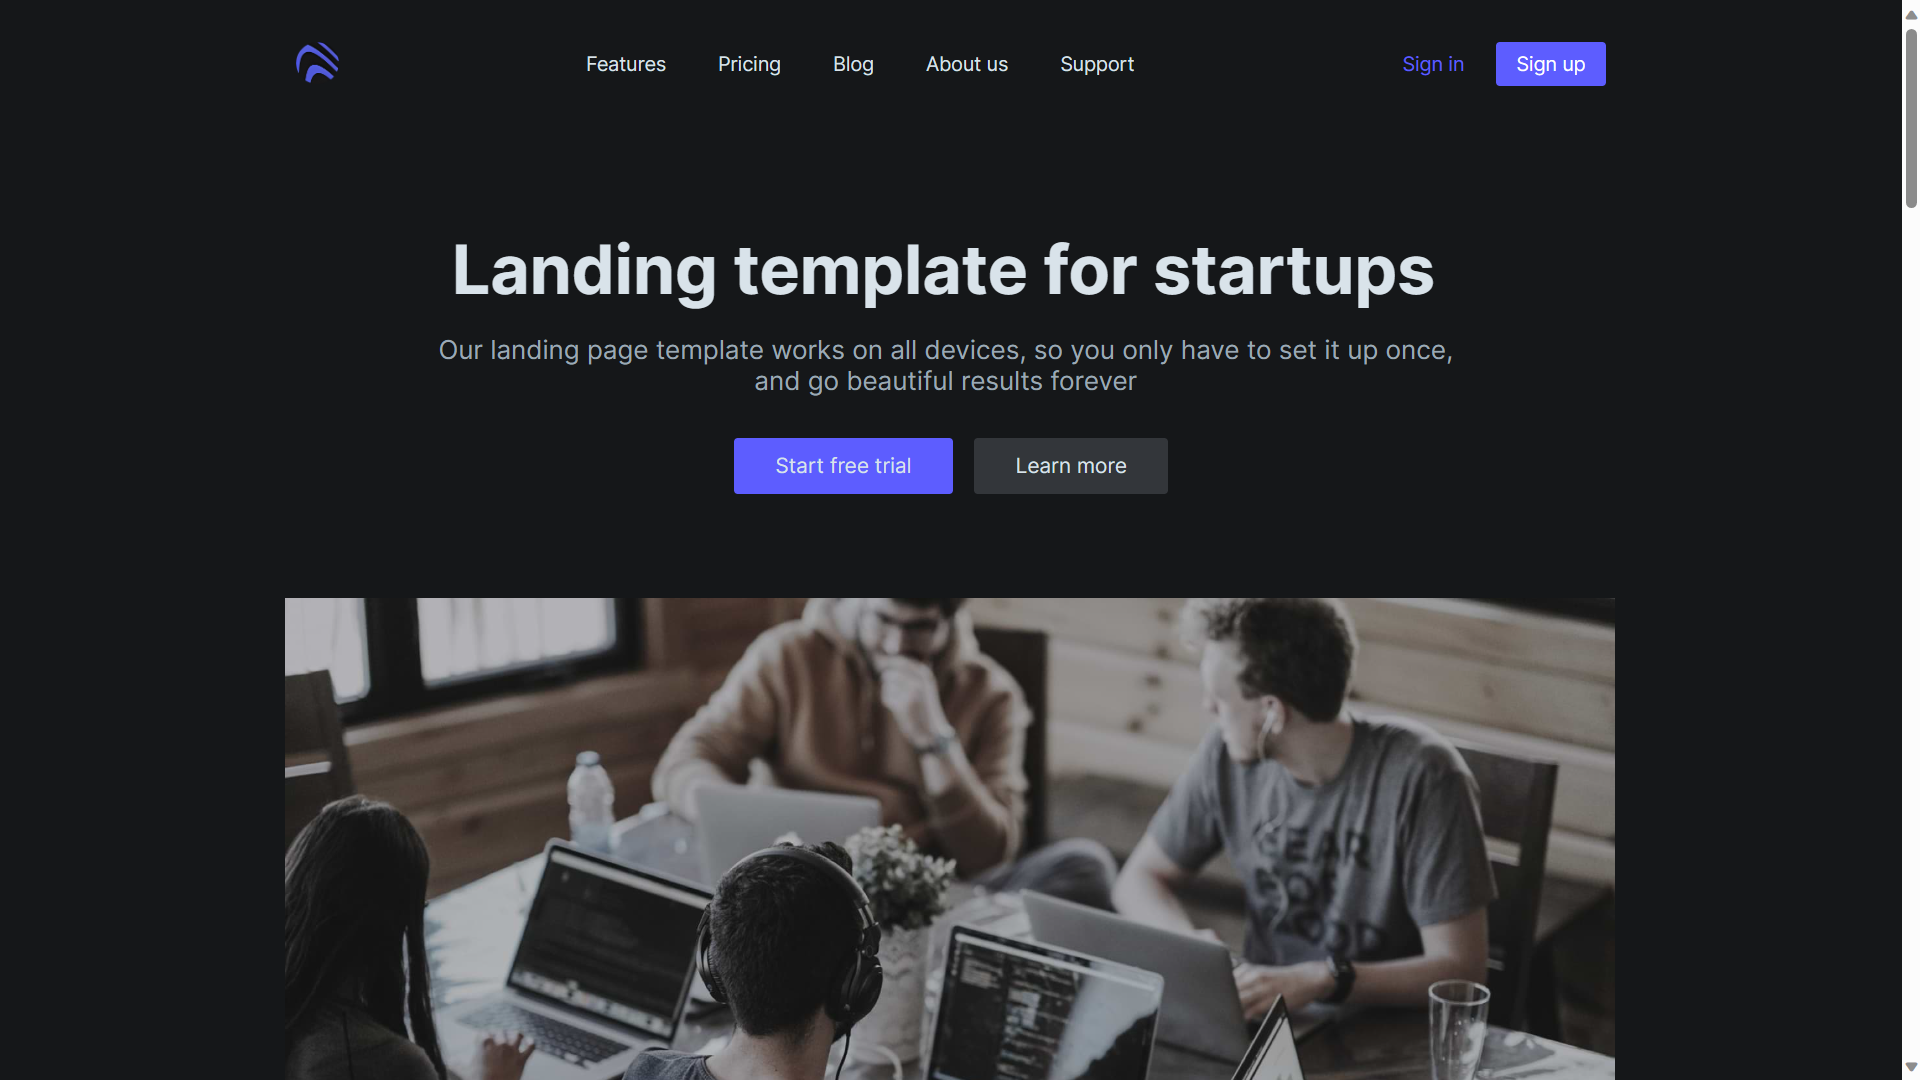 Features Pricing Blog About us Support Sign in Sign up
Landing template for startups
Our landing page template works on all devices, so you only have to set it up once,
and go beautiful results forever
Start free trial Learn more